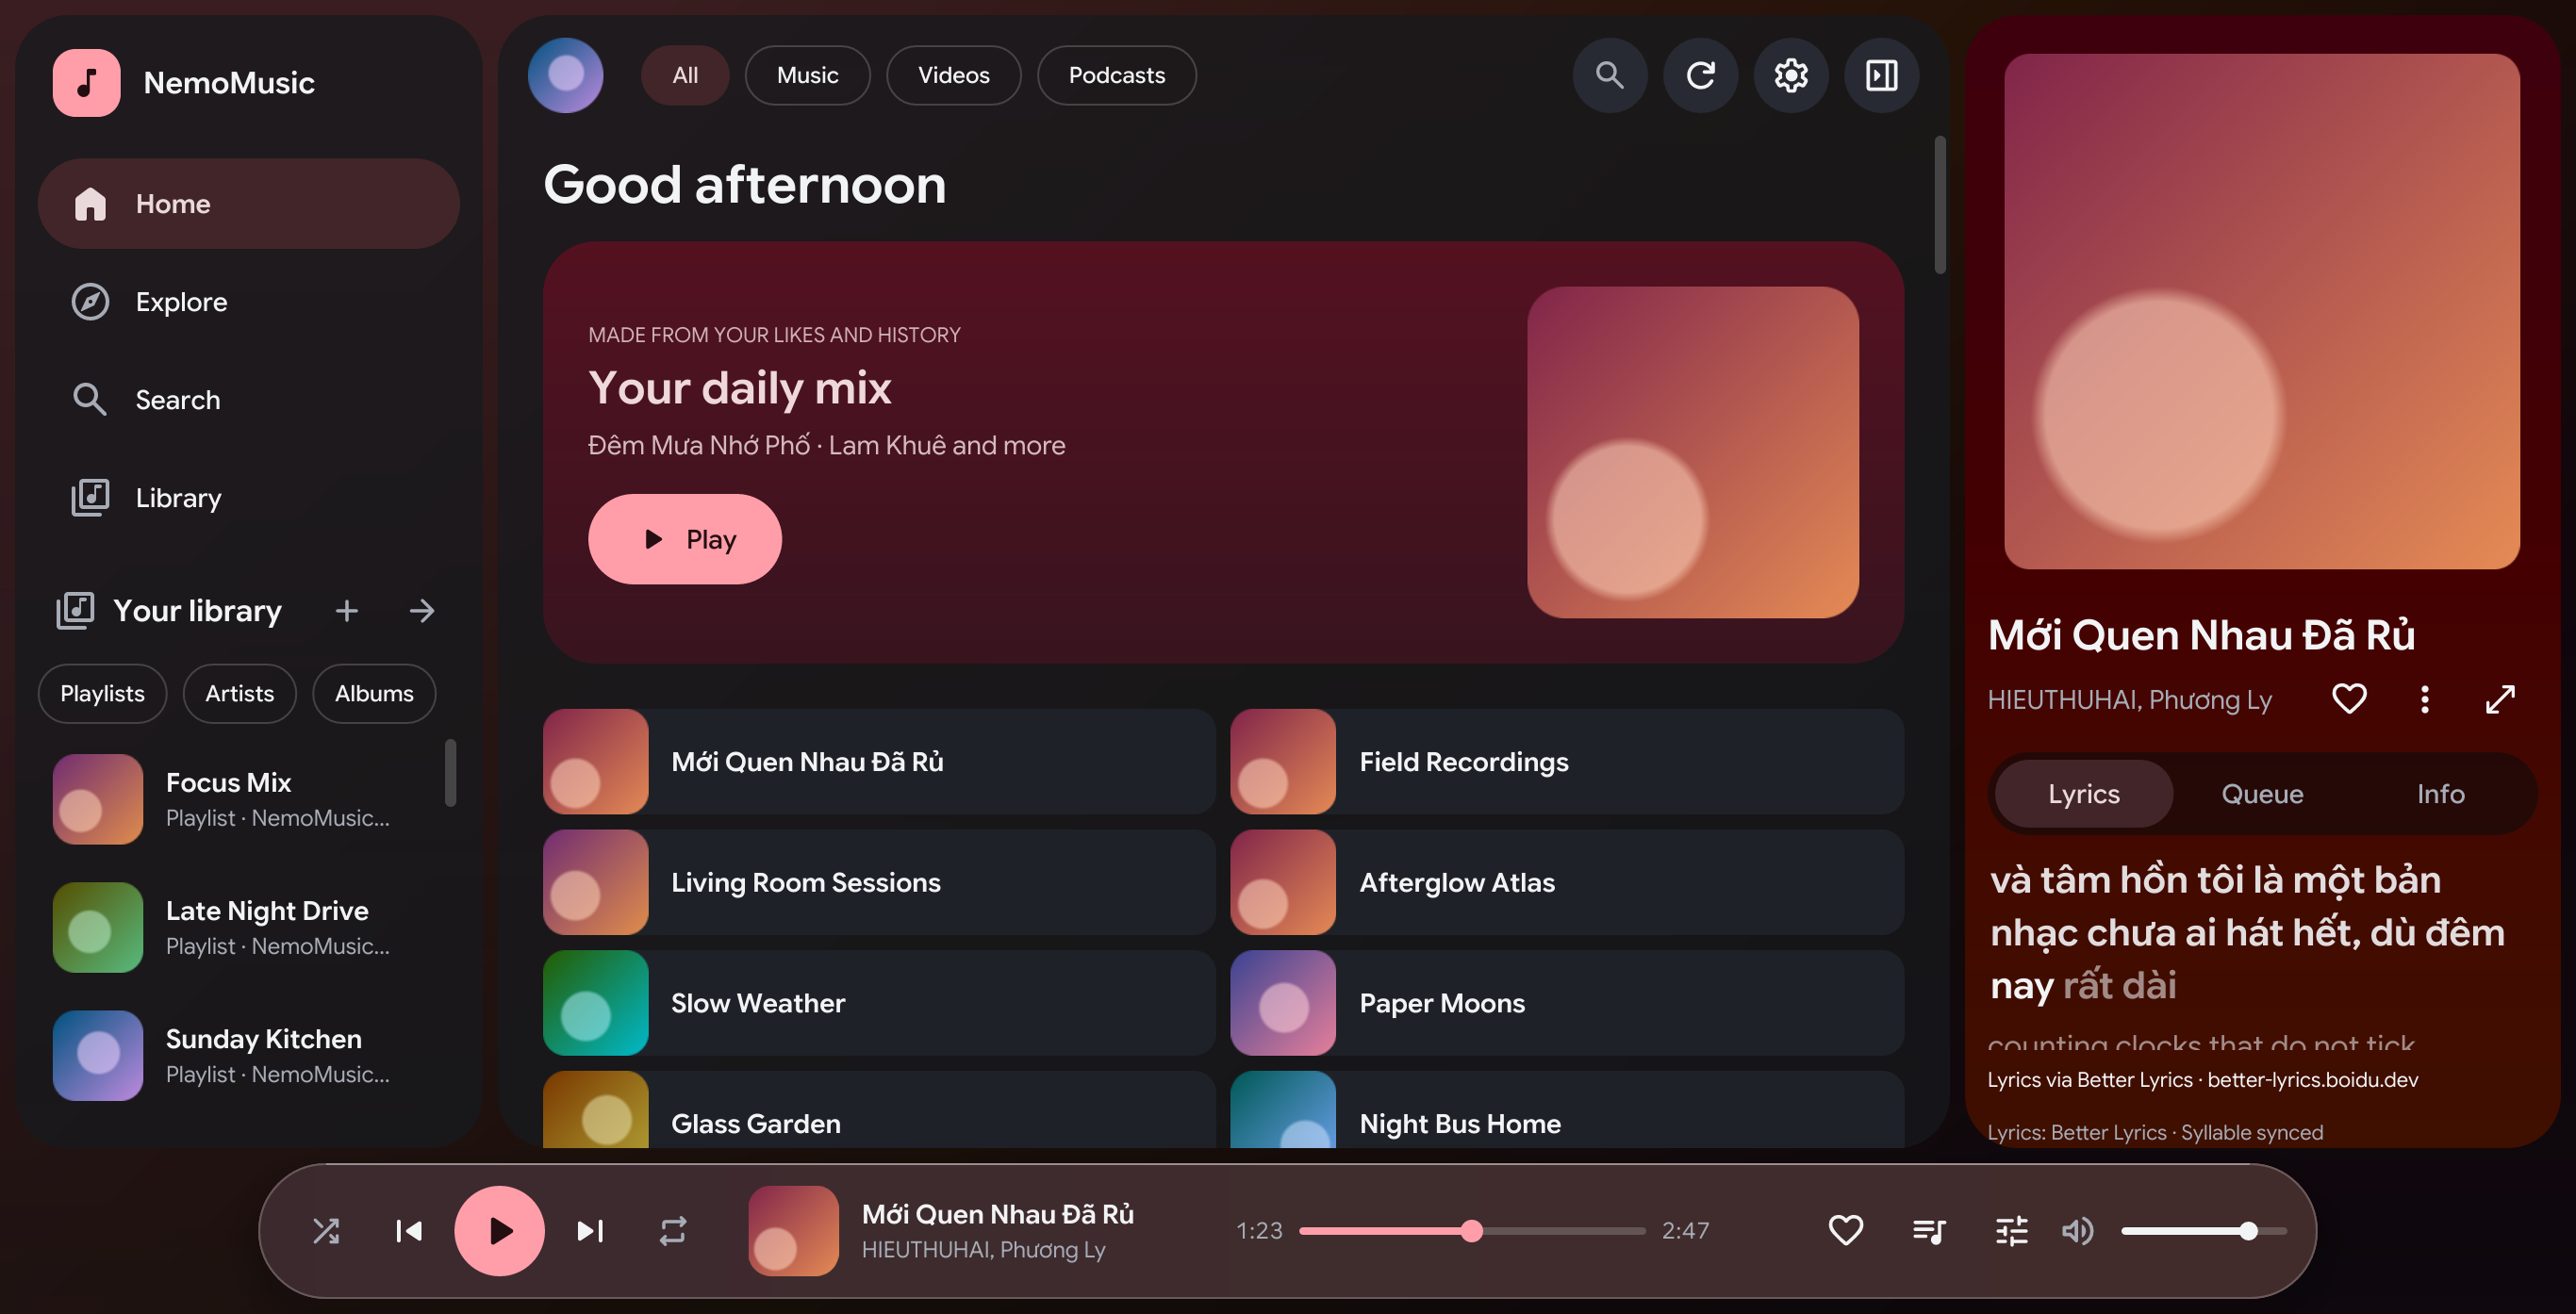 NemoMusic
Home
Explore
Search
Library
Your library
Playlists
Artists
Albums
Focus Mix
Playlist · NemoMusic...
Late Night Drive
Playlist · NemoMusic...
Sunday Kitchen
Playlist · NemoMusic...
All
Music
Videos
Podcasts
Good afternoon
MADE FROM YOUR LIKES AND HISTORY
Your daily mix
Đêm Mưa Nhớ Phố · Lam Khuê and more
Play
Mới Quen Nhau Đã Rủ
Field Recordings
Living Room Sessions
Afterglow Atlas
Slow Weather
Paper Moons
Glass Garden
Night Bus Home
Mới Quen Nhau Đã Rủ
HIEUTHUHAI, Phương Ly
Lyrics
Queue
Info
và tâm hồn tôi là một bản
nhạc chưa ai hát hết, dù đêm
nay rất dài
counting clocks that do not tick
Lyrics via Better Lyrics · better-lyrics.boidu.dev
Lyrics: Better Lyrics · Syllable synced
Mới Quen Nhau Đã Rủ
HIEUTHUHAI, Phương Ly
1:23
2:47